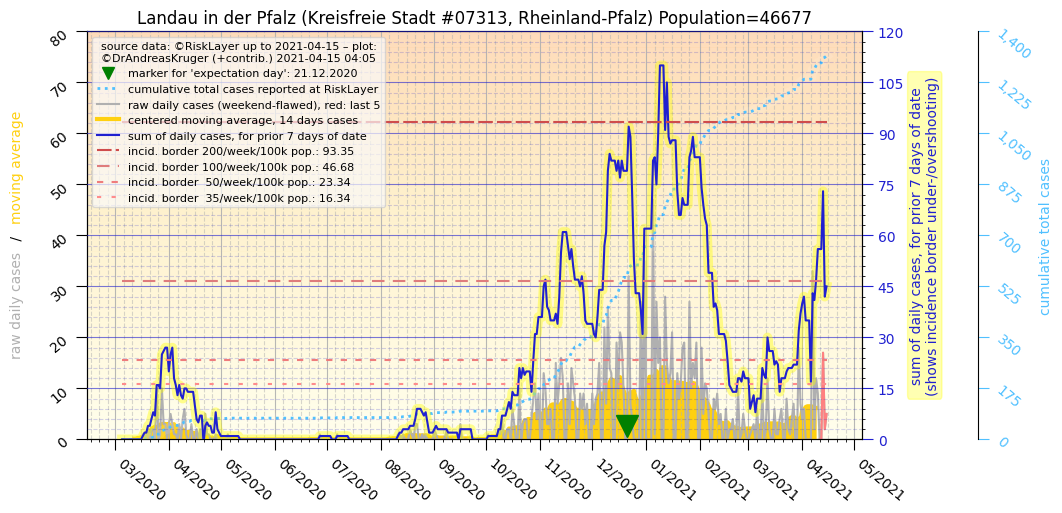 Landau in der Pfalz (Kreisfreie Stadt #07313, Rheinland-Pfalz) Population=46677
source data: ©RiskLayer up to 2021-04-15 – plot:
©DrAndreasKruger (+contrib.) 2021-04-15 04:05
marker for 'expectation day': 21.12.2020
cumulative total cases reported at RiskLayer
raw daily cases (weekend-flawed), red: last 5
centered moving average, 14 days cases
sum of daily cases, for prior 7 days of date
incid. border 200/week/100k pop.: 93.35
incid. border 100/week/100k pop.: 46.68
incid. border  50/week/100k pop.: 23.34
incid. border  35/week/100k pop.: 16.34
raw daily cases / moving average
80
70
60
50
40
30
20
10
0
03/2020
04/2020
05/2020
06/2020
07/2020
08/2020
09/2020
10/2020
11/2020
12/2020
01/2021
02/2021
03/2021
04/2021
05/2021
120
105
90
75
60
45
30
15
0
sum of daily cases, for prior 7 days of date
(shows incidence border under-/overshooting)
1,400
1,225
1,050
875
700
525
350
175
0
cumulative total cases